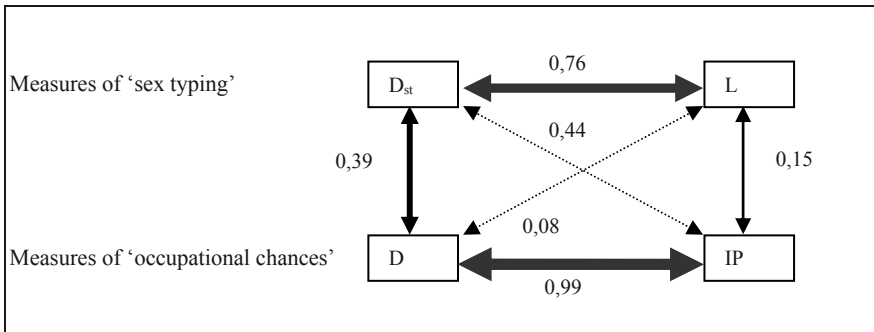 0,76
Measures of ‘sex typing’ Dst L
0,44
0,39 0,15
0,08
Measures of ‘occupational chances’ D IP
0,99